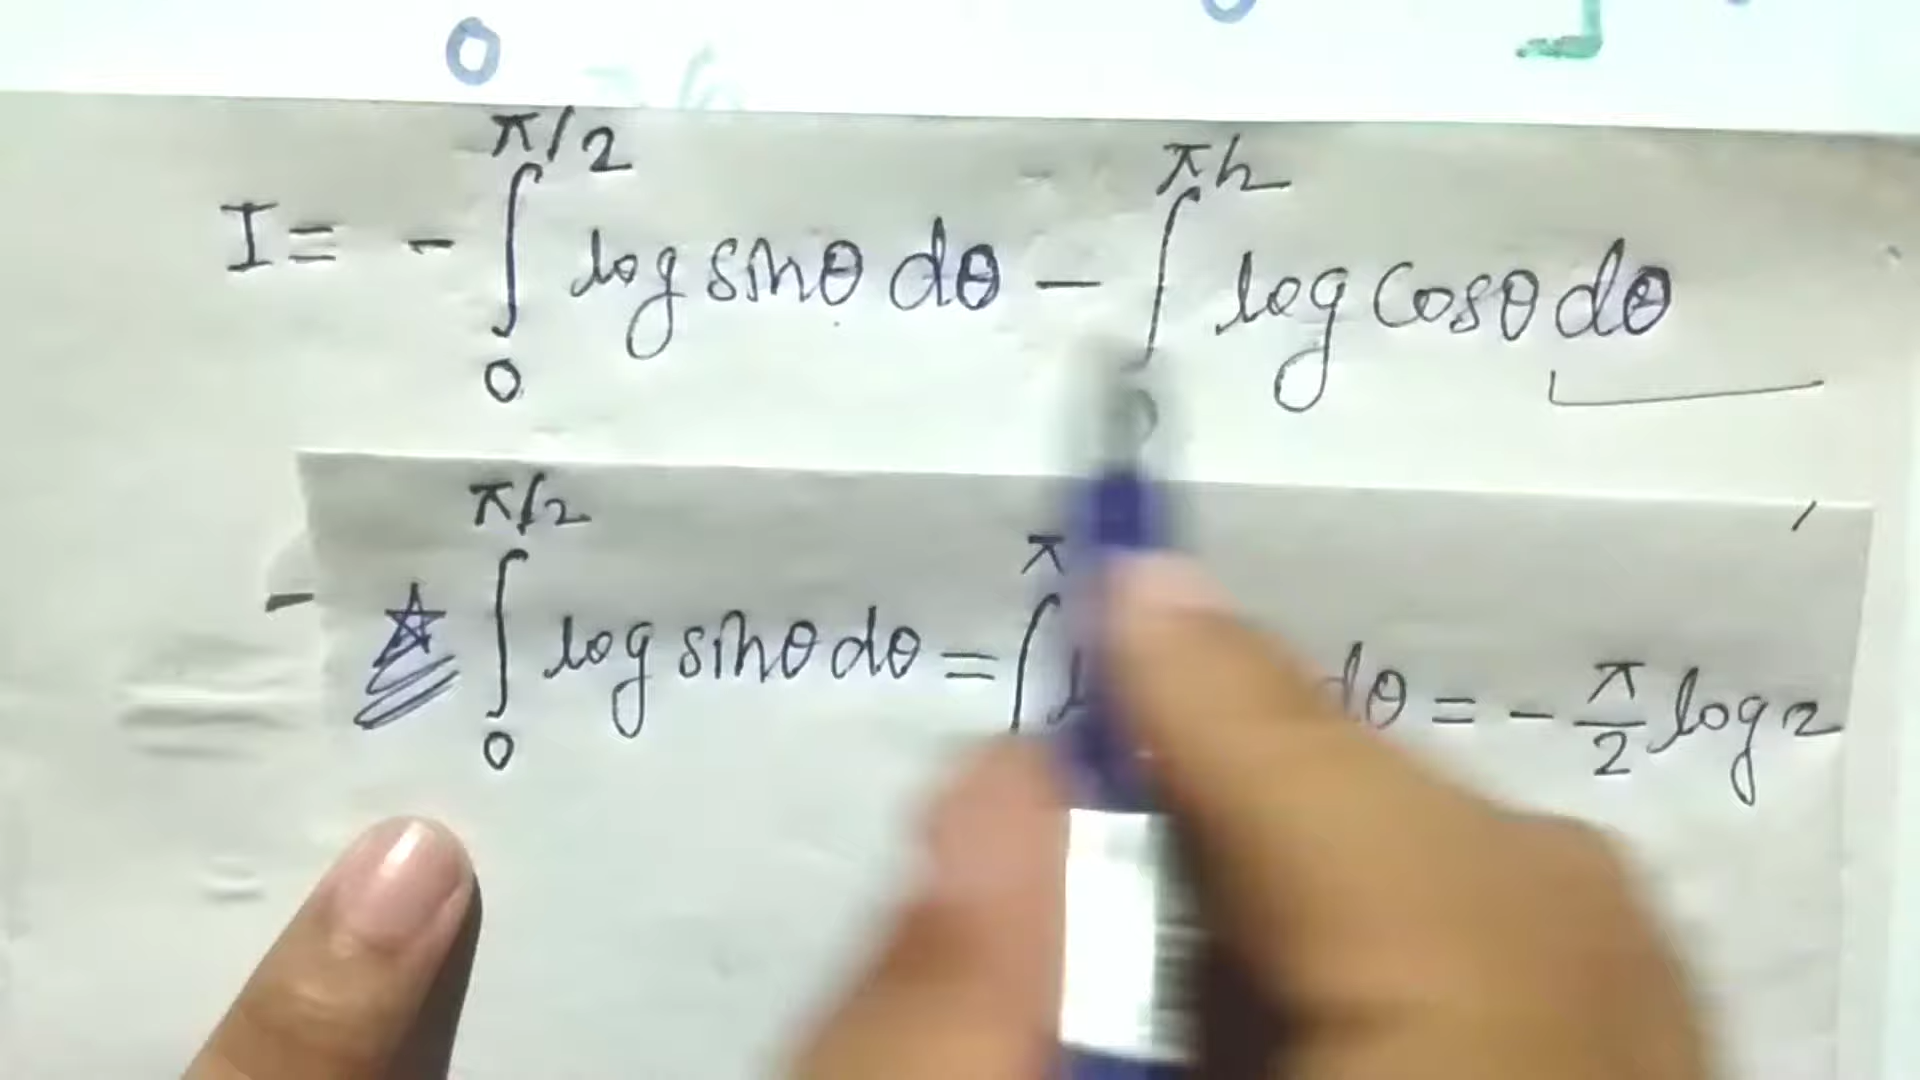 π/2 π/2
I = - ∫ log sinθ dθ - ∫ log cosθ dθ
0 0
π/2 π
- ☆ ∫ log sinθ dθ = ∫ dθ = - π/2 log 2
0